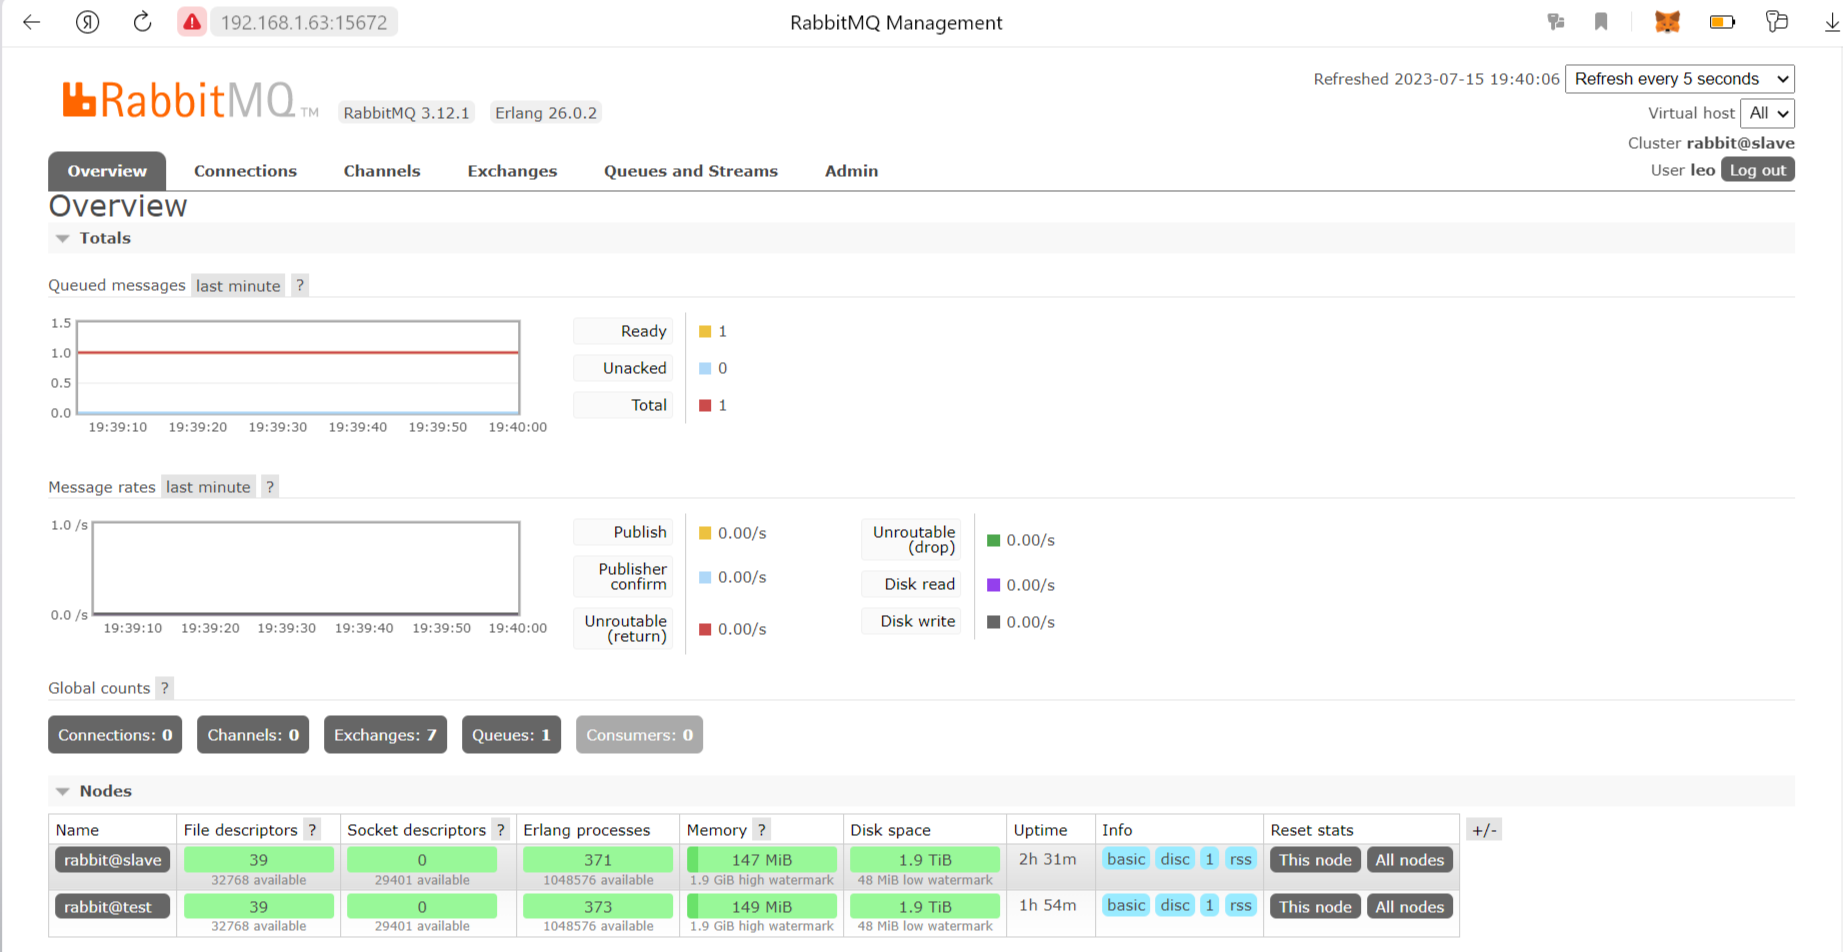 192.168.1.63:15672 RabbitMQ Management
RabbitMQ TM RabbitMQ 3.12.1 Erlang 26.0.2
Refreshed 2023-07-15 19:40:06 Refresh every 5 seconds
Virtual host All
Cluster rabbit@slave
User leo Log out
Overview Connections Channels Exchanges Queues and Streams Admin
Overview
Totals
Queued messages last minute ?
1.5
1.0
0.5
0.0
19:39:10 19:39:20 19:39:30 19:39:40 19:39:50 19:40:00
Ready 1
Unacked 0
Total 1
Message rates last minute ?
1.0 /s
0.0 /s
19:39:10 19:39:20 19:39:30 19:39:40 19:39:50 19:40:00
Publish 0.00/s
Publisher
confirm 0.00/s
Unroutable
(return) 0.00/s
Unroutable
(drop) 0.00/s
Disk read 0.00/s
Disk write 0.00/s
Global counts ?
Connections: 0 Channels: 0 Exchanges: 7 Queues: 1 Consumers: 0
Nodes
Name File descriptors ? Socket descriptors ? Erlang processes Memory ? Disk space Uptime Info Reset stats +/-
rabbit@slave 39 0 371 147 MiB 1.9 TiB 2h 31m basic disc 1 rss This node All nodes
32768 available 29401 available 1048576 available 1.9 GiB high watermark 48 MiB low watermark
rabbit@test 39 0 373 149 MiB 1.9 TiB 1h 54m basic disc 1 rss This node All nodes
32768 available 29401 available 1048576 available 1.9 GiB high watermark 48 MiB low watermark